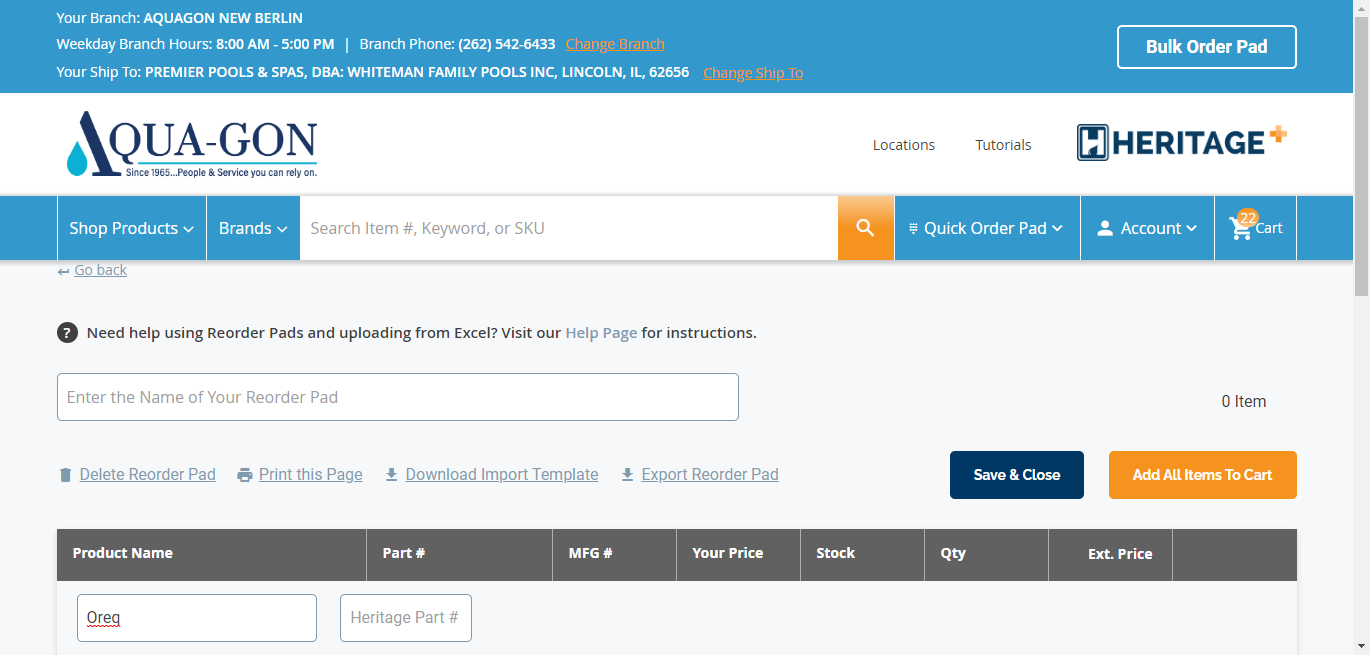 Your Branch: AQUAGON NEW BERLIN
Weekday Branch Hours: 8:00 AM - 5:00 PM | Branch Phone: (262) 542-6433 Change Branch
Your Ship To: PREMIER POOLS & SPAS, DBA: WHITEMAN FAMILY POOLS INC, LINCOLN, IL, 62656 Change Ship To
Bulk Order Pad
AQUA-GON
Since 1965...People & Service you can rely on.
Locations
Tutorials
HERITAGE+
Shop Products
Brands
Search Item #, Keyword, or SKU
Quick Order Pad
Account
22
Cart
Go back
? Need help using Reorder Pads and uploading from Excel? Visit our Help Page for instructions.
Enter the Name of Your Reorder Pad
0 Item
Delete Reorder Pad
Print this Page
Download Import Template
Export Reorder Pad
Save & Close
Add All Items To Cart
Product Name
Part #
MFG #
Your Price
Stock
Qty
Ext. Price
Oreq
Heritage Part #